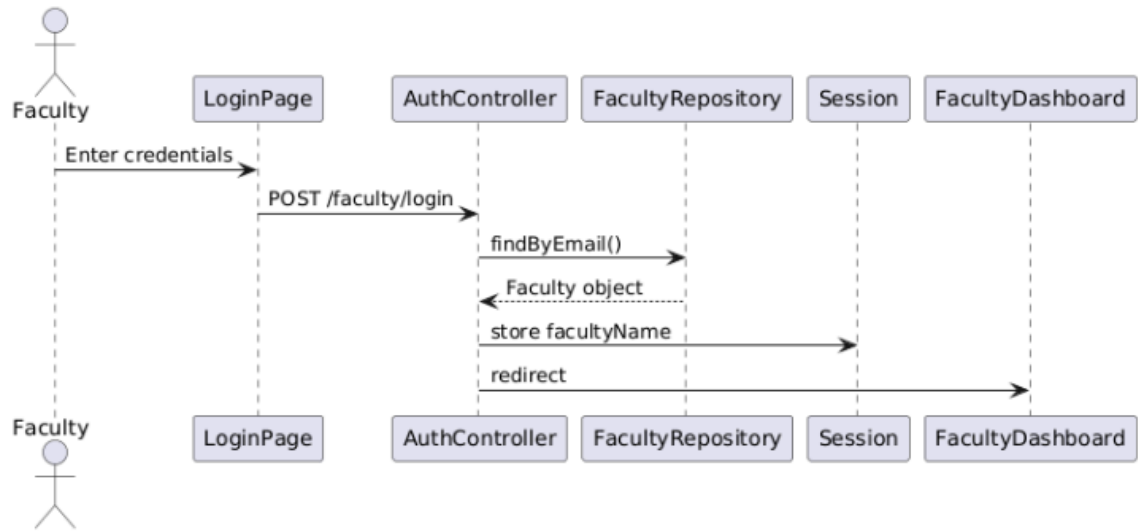 Faculty
LoginPage AuthController FacultyRepository Session FacultyDashboard
Enter credentials
POST /faculty/login
findByEmail()
Faculty object
store facultyName
redirect
Faculty
LoginPage AuthController FacultyRepository Session FacultyDashboard